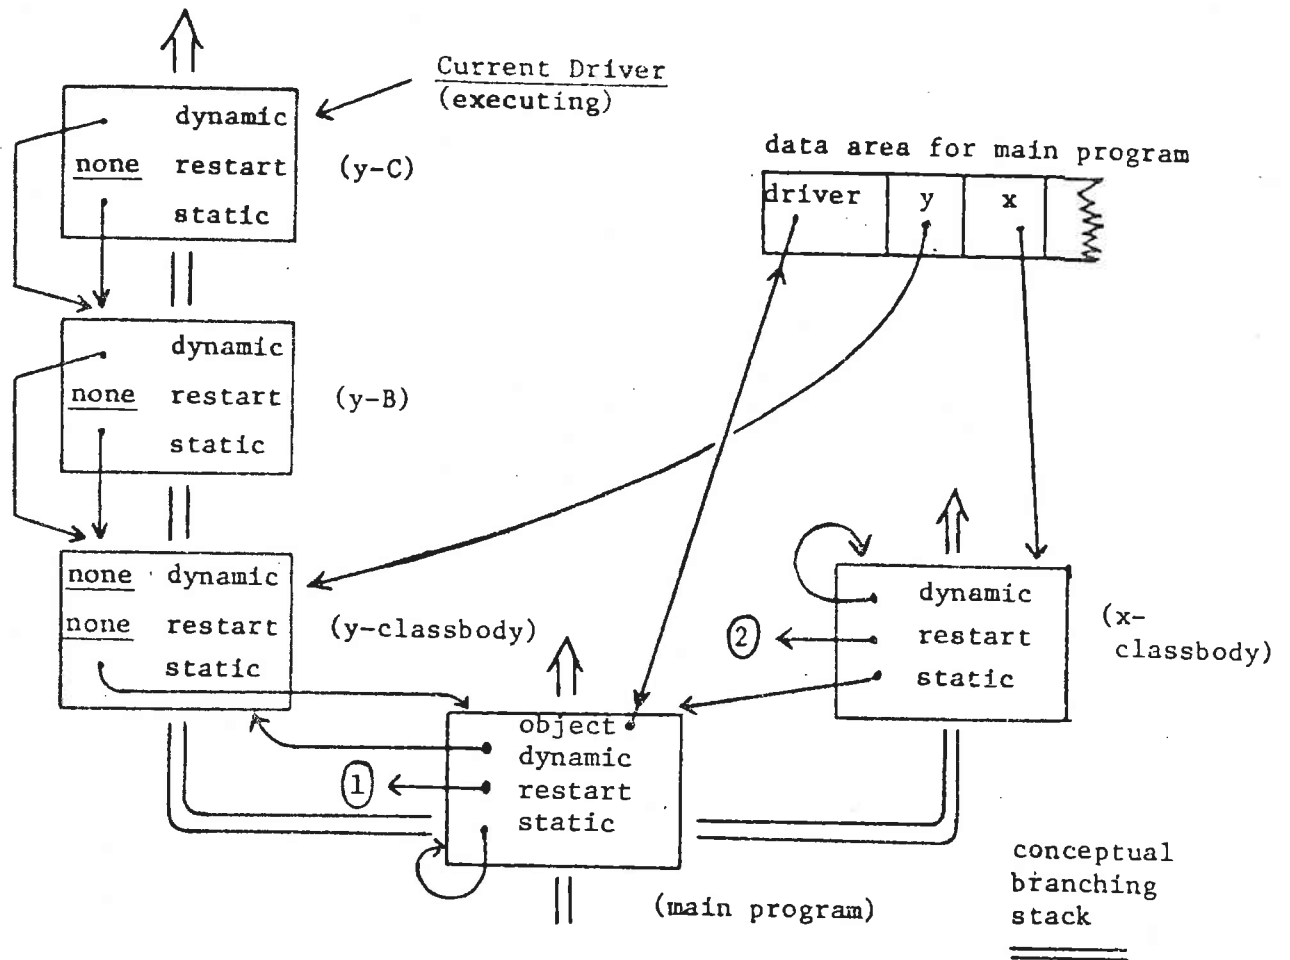 Current Driver
(executing)
dynamic
none restart
static
(y-C)
data area for main program
driver y x
dynamic
none restart
static
(y-B)
none dynamic
none restart
static
(y-classbody)
dynamic
restart
static
(x-
classbody)
2
object
dynamic
restart
static
1
(main program)
conceptual
branching
stack